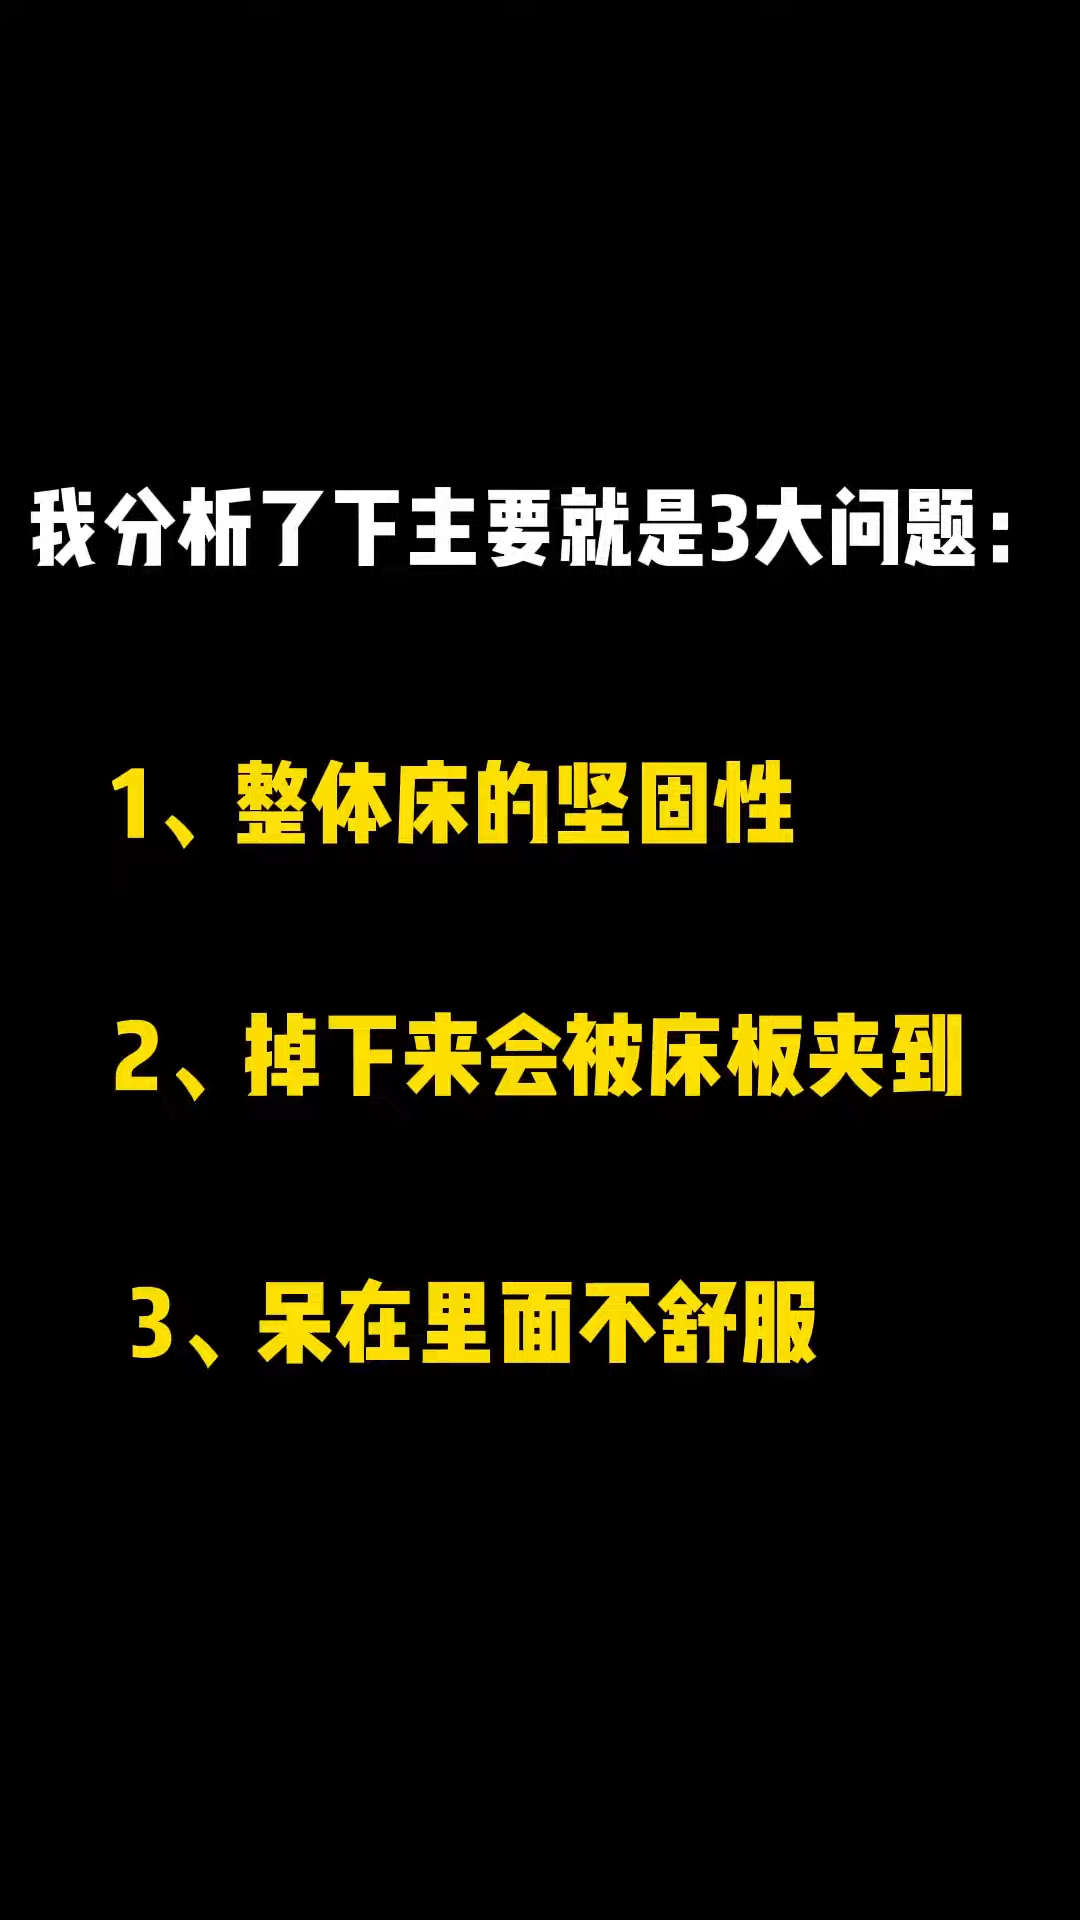 我分析了下主要就是3大问题：
1、整体床的坚固性
2、掉下来会被床板夹到
3、呆在里面不舒服